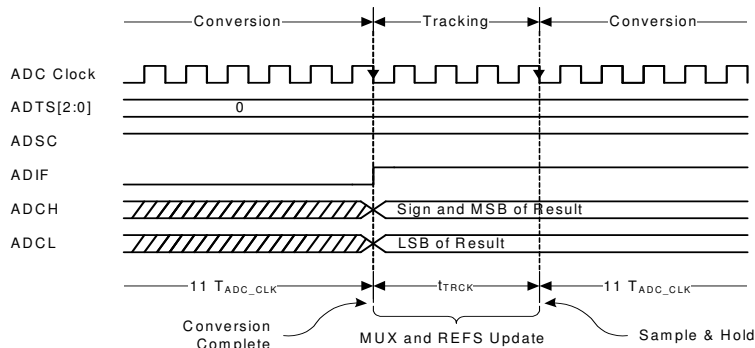 Conversion Tracking Conversion
ADC Clock
ADTS[2:0] 0
ADSC
ADIF
ADCH Sign and MSB of Result
ADCL LSB of Result
11 TADC_CLK tTRCK 11 TADC_CLK
Conversion Complete
MUX and REFS Update
Sample & Hold